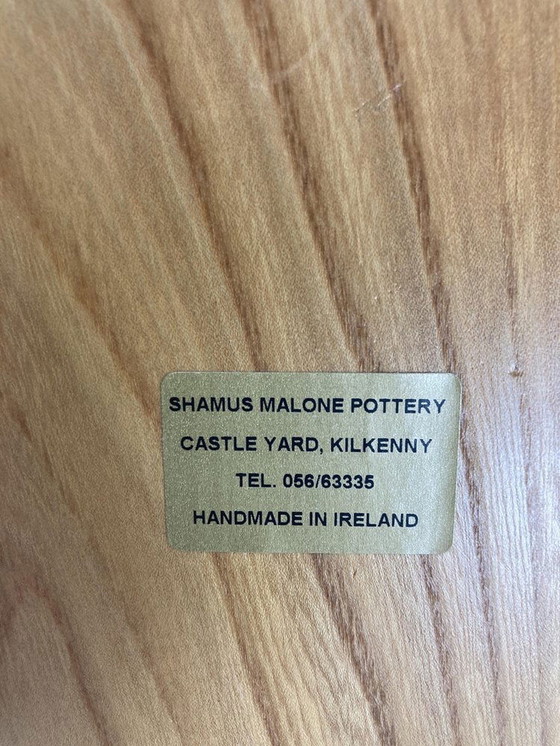 SHAMUS MALONE POTTERY
CASTLE YARD, KILKENNY
TEL. 056/63335
HANDMADE IN IRELAND